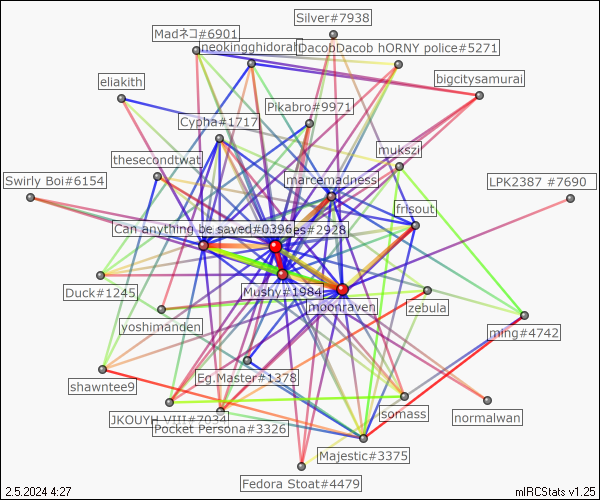 Silver#7938
Madネコ#6901
neokingghidorah
DacobDacob hORNY police#5271
eliakith
bigcitysamurai
Pikabro#9971
Cypha#1717
mukszi
thesecondtwat
marcemadness
Swirly Boi#6154
LPK2387 #7690
frisout
Can anything be saved#0396
es#2928
Duck#1245
Mushy#1984
moonraven
zebula
yoshimanden
ming#4742
shawntee9
Eg.Master#1378
somass
normalwan
JKOUYH VIII#7034
Pocket Persona#3326
Majestic#3375
Fedora Stoat#4479
2.5.2024 4:27
mIRCStats v1.25